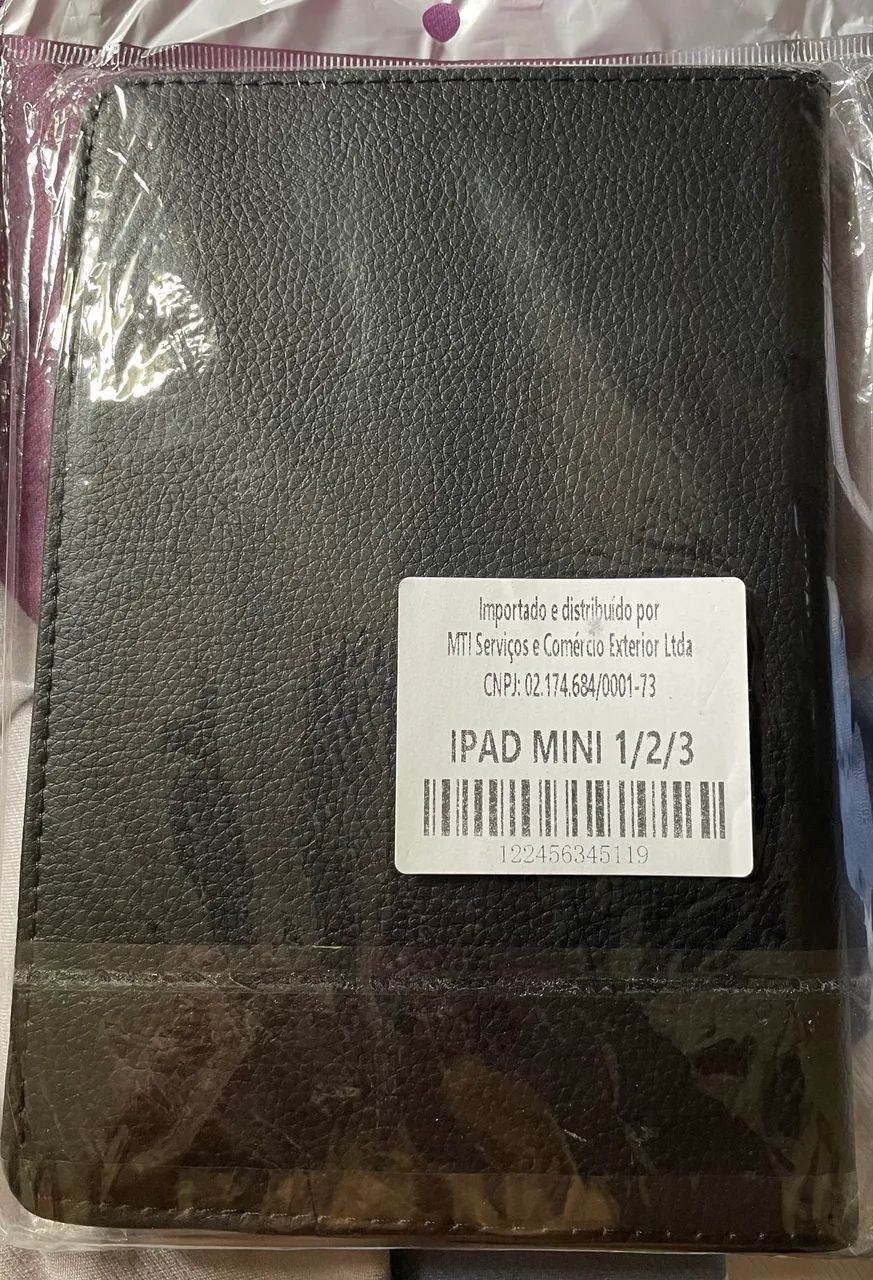 Importado e distribuído por
MTI Serviços e Comércio Exterior Ltda
CNPJ: 02.174.684/0001-73
IPAD MINI 1/2/3
122456345119